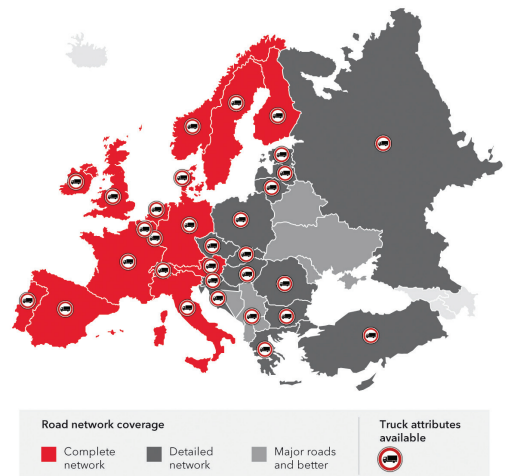 Road network coverage
Truck attributes
available
Complete
network
Detailed
network
Major roads
and better